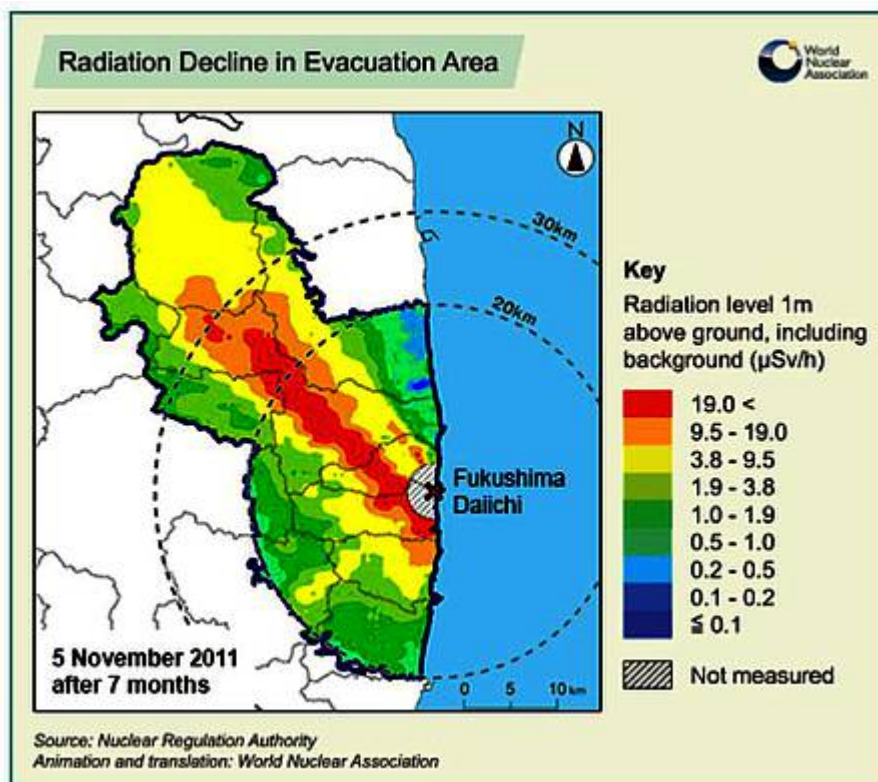 Radiation Decline in Evacuation Area
World
Nuclear
Association
N
30km
20km
Fukushima
Daiichi
5 November 2011
after 7 months
0 5 10 km
Key
Radiation level 1m
above ground, including
background (µSv/h)
19.0 <
9.5 - 19.0
3.8 - 9.5
1.9 - 3.8
1.0 - 1.9
0.5 - 1.0
0.2 - 0.5
0.1 - 0.2
≦ 0.1
Not measured
Source: Nuclear Regulation Authority
Animation and translation: World Nuclear Association